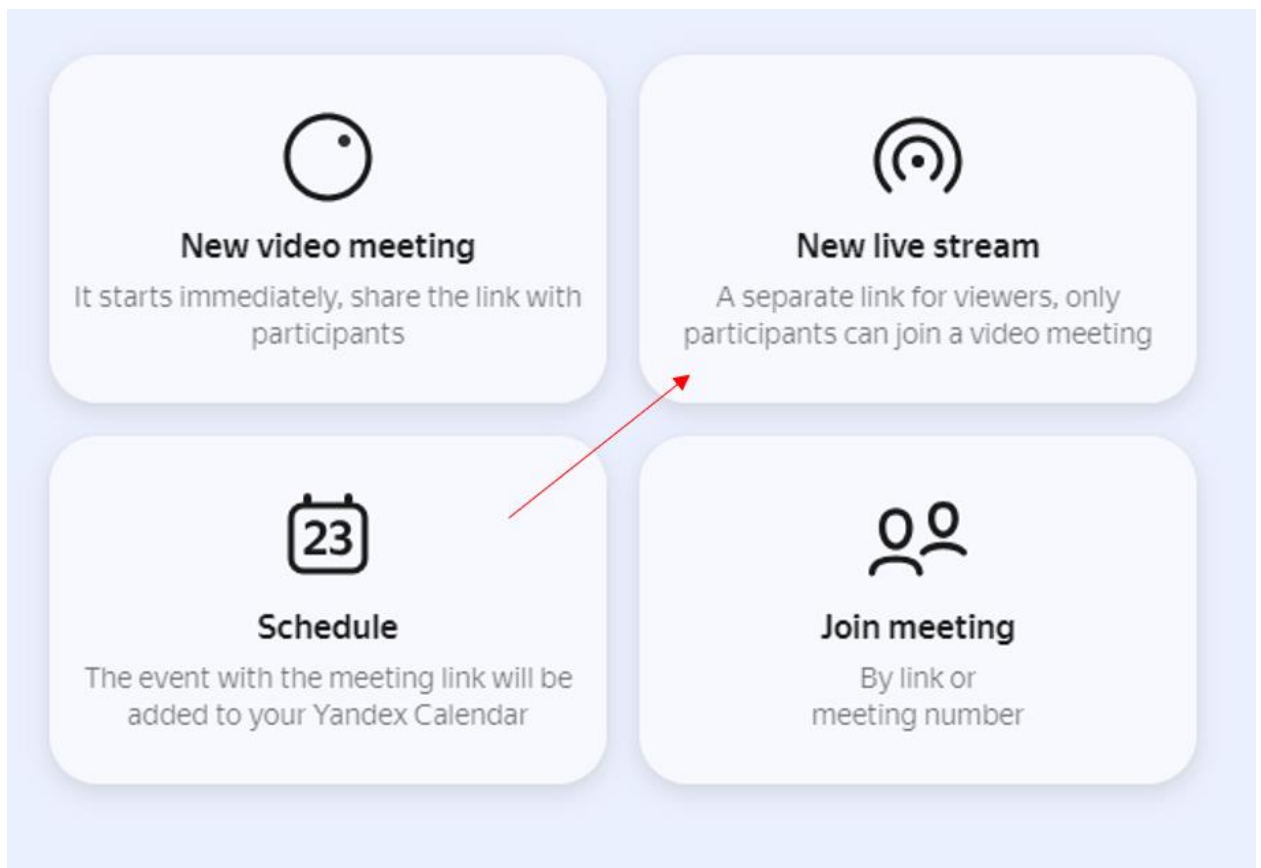 New video meeting
It starts immediately, share the link with
participants
New live stream
A separate link for viewers, only
participants can join a video meeting
23
Schedule
The event with the meeting link will be
added to your Yandex Calendar
Join meeting
By link or
meeting number